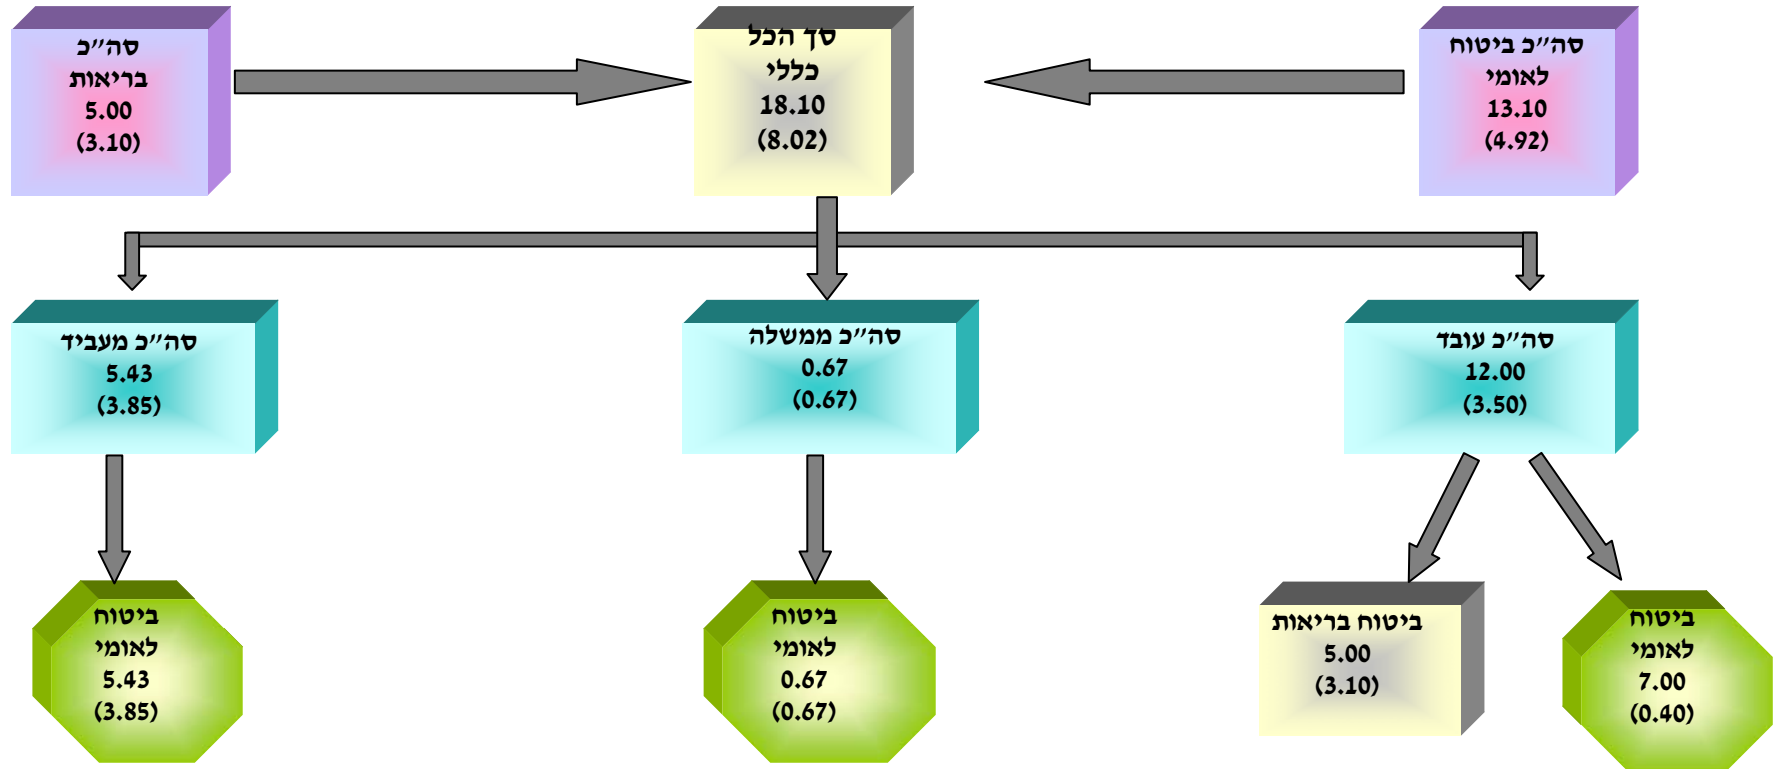 סה״כ ביטוח
לאומי
13.10
(4.92)
סך הכל
כללי
18.10
(8.02)
סה״כ
בריאות
5.00
(3.10)
סה״כ עובד
12.00
(3.50)
סה״כ ממשלה
0.67
(0.67)
סה״כ מעביד
5.43
(3.85)
ביטוח
לאומי
7.00
(0.40)
ביטוח בריאות
5.00
(3.10)
ביטוח
לאומי
0.67
(0.67)
ביטוח
לאומי
5.43
(3.85)